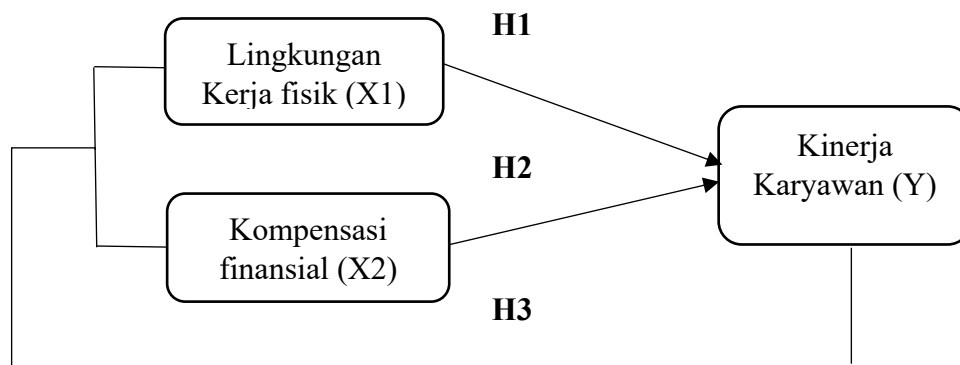 H1
Lingkungan
Kerja fisik (X1)
H2
Kinerja
Karyawan (Y)
Kompensasi
finansial (X2)
H3